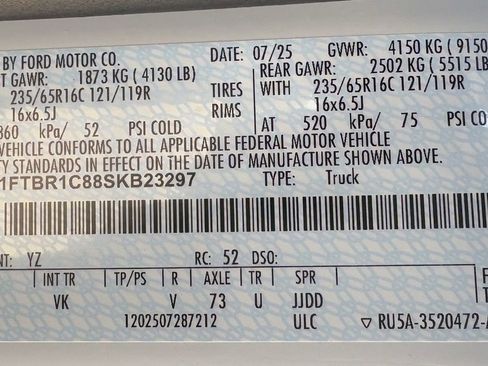 BY FORD MOTOR CO. DATE: 07/25 GVWR: 4150 KG (9150
T GAWR: 1873 KG ( 4130 LB) REAR GAWR: 2502 KG ( 5515 LB
235/65R16C 121/119R TIRES WITH 235/65R16C 121/119R
16x6.5J RIMS 16x6.5J
360 kPa/ 52 PSI COLD AT 520 kPa/ 75 PSI COL
VEHICLE CONFORMS TO ALL APPLICABLE FEDERAL MOTOR VEHICLE
TY STANDARDS IN EFFECT ON THE DATE OF MANUFACTURE SHOWN ABOVE.
1FTBR1C88SKB23297 TYPE: Truck
NT: YZ RC: 52 DSO:
INT TR TP/PS R AXLE TR SPR
VK V 73 U JJDD
1202507287212 ULC ▽ RU5A-3520472-A